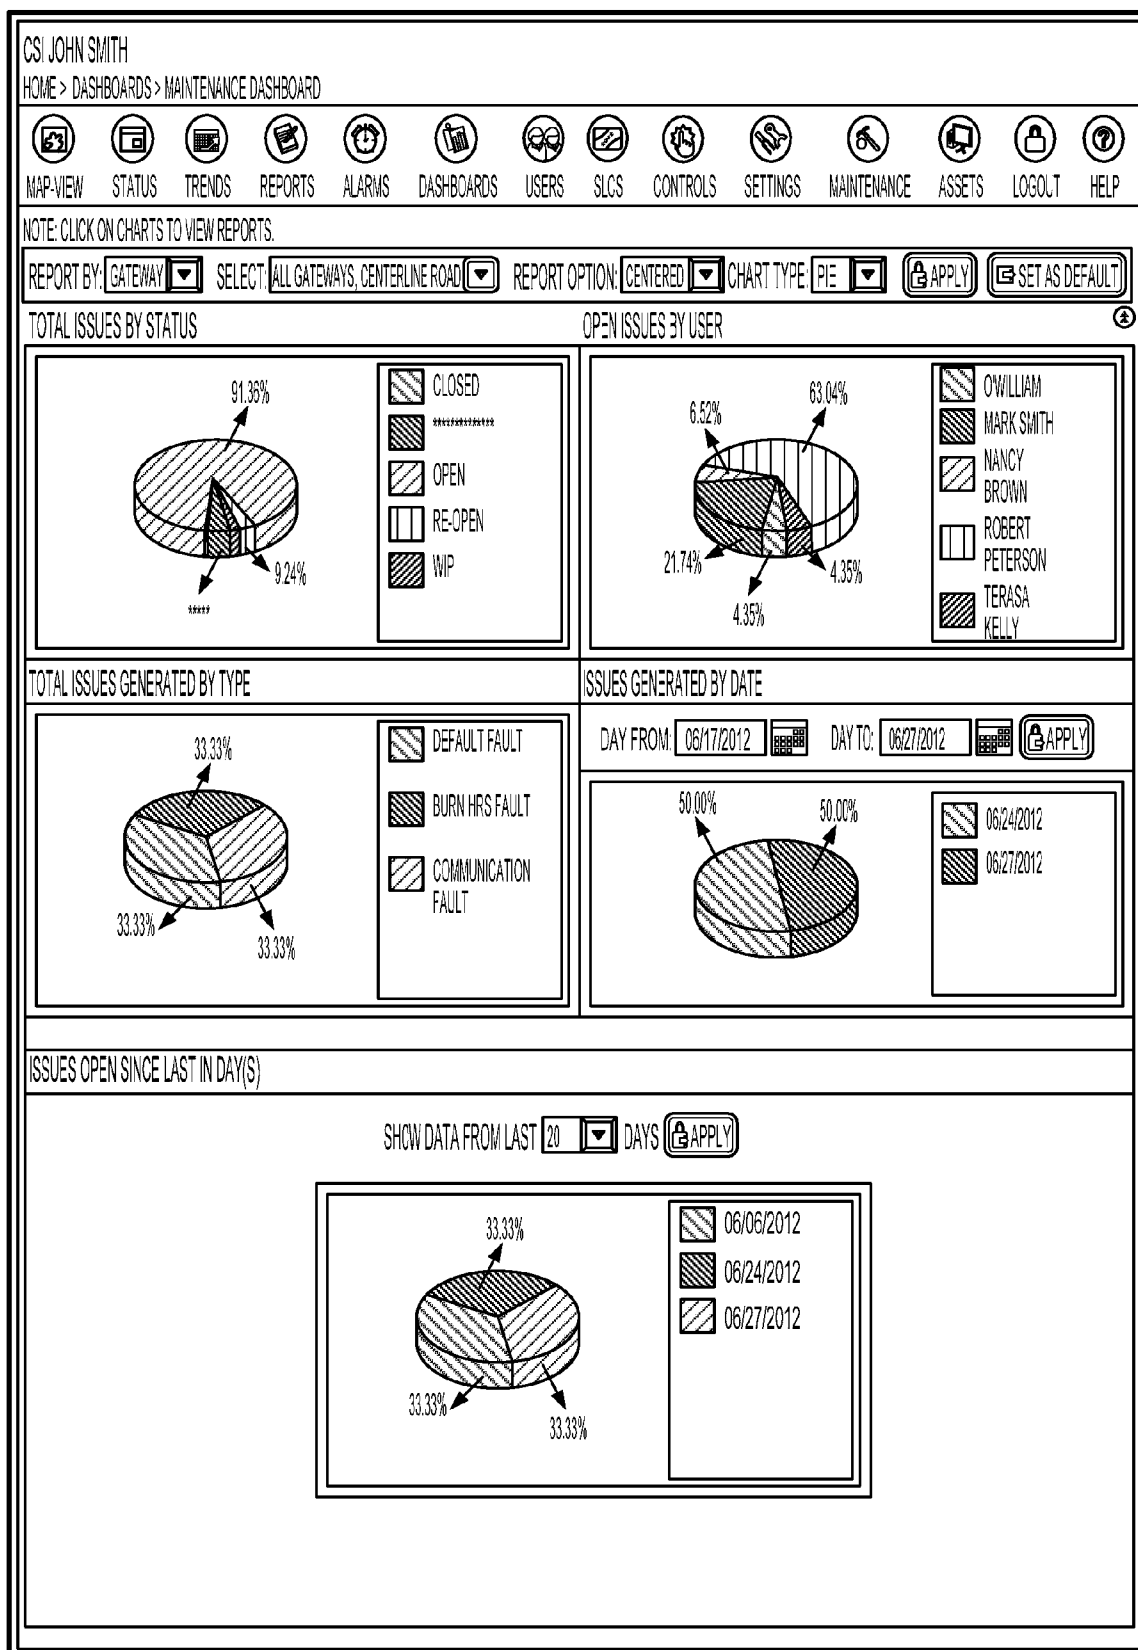 CSI JOHN SMITH
HOME > DASHBOARDS > MAINTENANCE DASHBOARD
MAP-VIEW STATUS TRENDS REPORTS ALARMS DASHBOARDS USERS SLCS CONTROLS SETTINGS MAINTENANCE ASSETS LOGOUT HELP
NOTE: CLICK ON CHARTS TO VIEW REPORTS.
REPORT BY: GATEWAY SELECT: ALL GATEWAYS, CENTERLINE ROAD REPORT OPTION: CENTERED CHART TYPE: PIE APPLY SET AS DEFAULT
TOTAL ISSUES BY STATUS
91.36%
9.24%
*****
CLOSED
**************
OPEN
RE-OPEN
WIP
OPEN ISSUES BY USER
63.04%
6.52%
21.74%
4.35%
4.35%
O'WILLIAM
MARK SMITH
NANCY
BROWN
ROBERT
PETERSON
TERASA
KELLY
TOTAL ISSUES GENERATED BY TYPE
33.33%
33.33%
33.33%
DEFAULT FAULT
BURN HRS FAULT
COMMUNICATION
FAULT
ISSUES GENERATED BY DATE
DAY FROM: 06/17/2012 DAY TO: 06/27/2012 APPLY
50.00%
50.00%
06/24/2012
06/27/2012
ISSUES OPEN SINCE LAST IN DAY(S)
SHOW DATA FROM LAST 20 DAYS APPLY
33.33%
33.33%
33.33%
06/06/2012
06/24/2012
06/27/2012